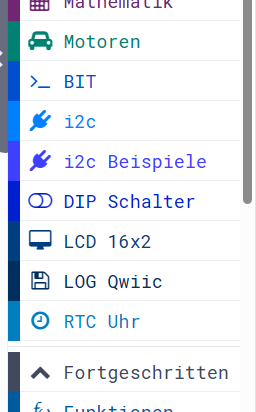 Mathematik
Motoren
BIT
i2c
i2c Beispiele
DIP Schalter
LCD 16x2
LOG Qwiic
RTC Uhr
Fortgeschritten
Funktionen